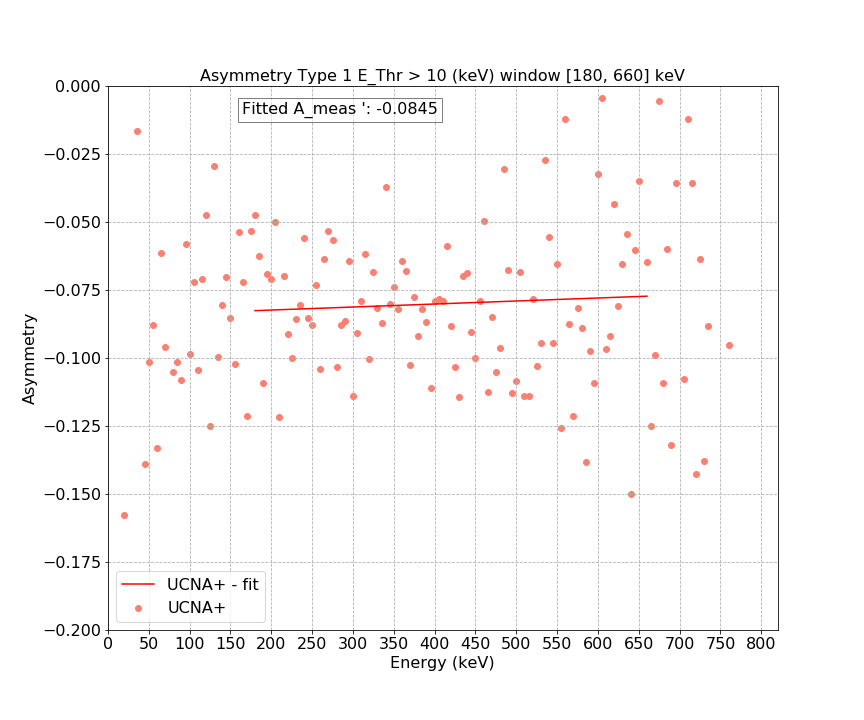 Asymmetry Type 1 E_Thr > 10 (keV) window [180, 660] keV
Fitted A_meas ': -0.0845
0.000
−0.025
−0.050
−0.075
−0.100
−0.125
−0.150
−0.175
−0.200
Asymmetry
UCNA+ - fit
UCNA+
0 50 100 150 200 250 300 350 400 450 500 550 600 650 700 750 800
Energy (keV)